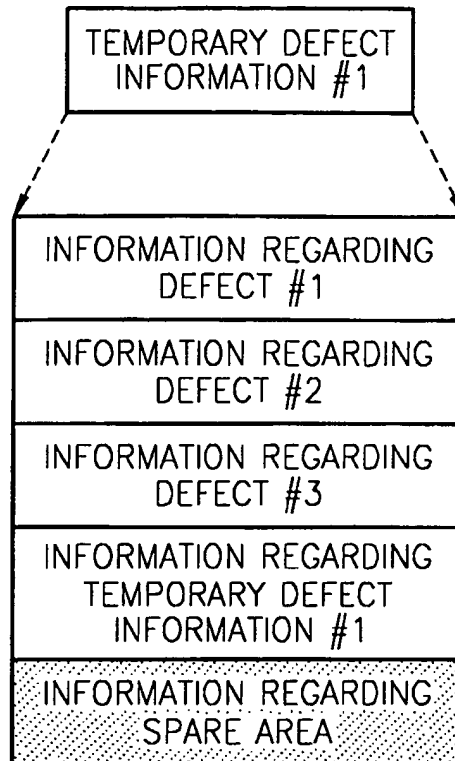 TEMPORARY DEFECT
INFORMATION #1
INFORMATION REGARDING
DEFECT #1
INFORMATION REGARDING
DEFECT #2
INFORMATION REGARDING
DEFECT #3
INFORMATION REGARDING
TEMPORARY DEFECT
INFORMATION #1
INFORMATION REGARDING
SPARE AREA